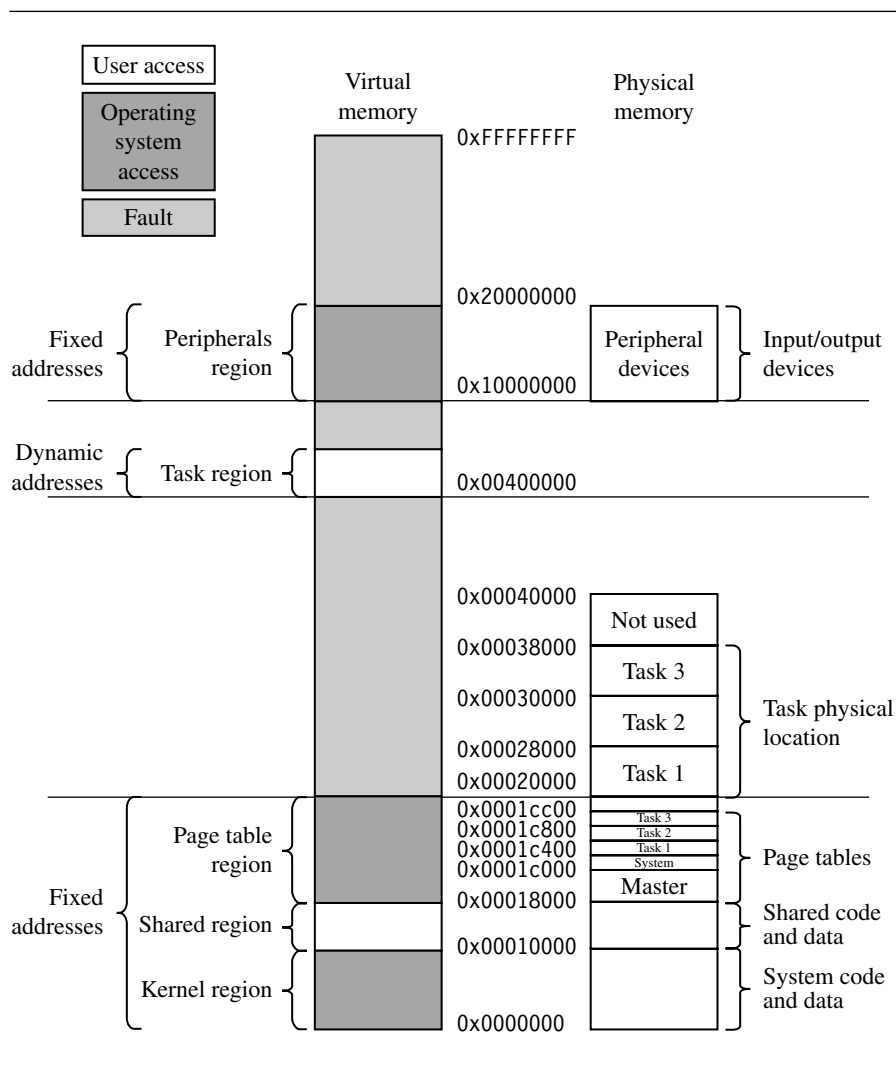 User access
Operating
system
access
Fault
Virtual
memory
Physical
memory
0xFFFFFFFF
0x20000000
Fixed
addresses
Peripherals
region
Peripheral
devices
Input/output
devices
0x10000000
Dynamic
addresses
Task region
0x00400000
0x00040000
Not used
0x00038000
Task 3
0x00030000
Task 2
Task physical
location
0x00028000
Task 1
0x00020000
0x0001cc00
Task 3
0x0001c800
Task 2
0x0001c400
Task 1
System
0x0001c000
Page table
region
Page tables
Master
0x00018000
Fixed
addresses
Shared region
Shared code
and data
0x00010000
Kernel region
System code
and data
0x0000000